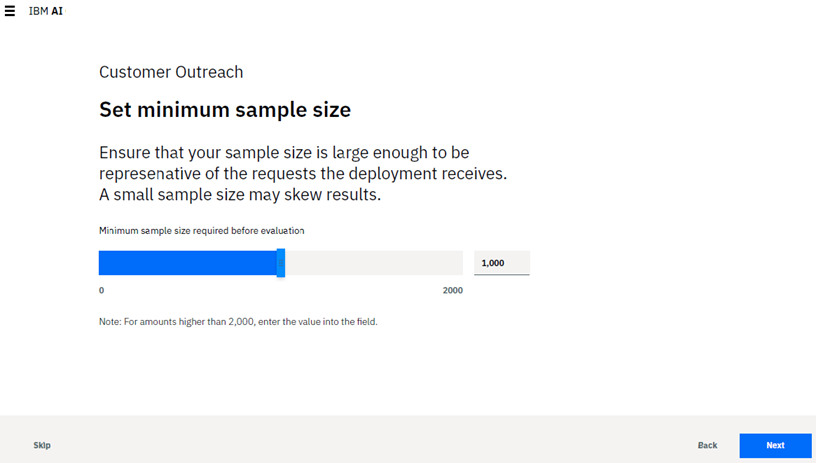 IBM AI
Customer Outreach
Set minimum sample size
Ensure that your sample size is large enough to be
represenative of the requests the deployment receives.
A small sample size may skew results.
Minimum sample size required before evaluation
1,000
0 2000
Note: For amounts higher than 2,000, enter the value into the field.
Skip Back Next